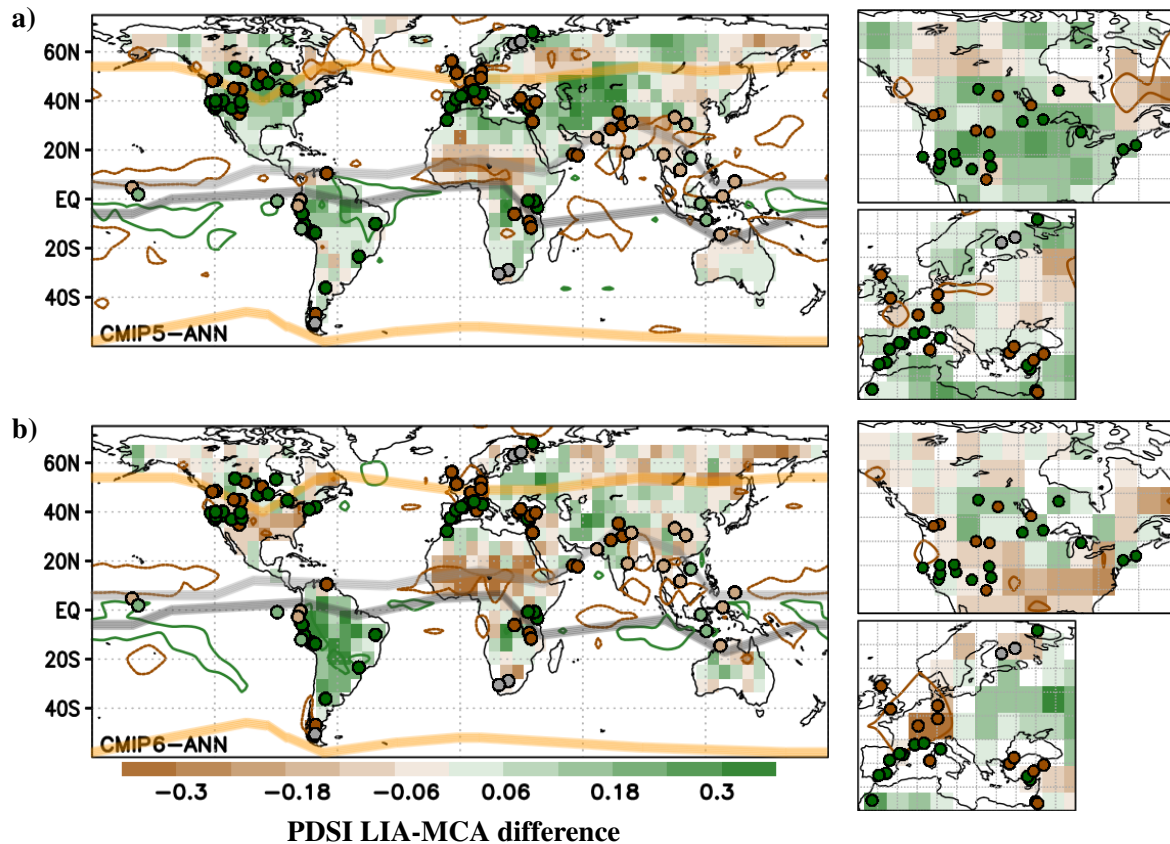 a)
60N
40N
20N
EQ
20S
40S
CMIP5-ANN
b)
60N
40N
20N
EQ
20S
40S
CMIP6-ANN
-0.3 -0.18 -0.06 0.06 0.18 0.3
PDSI LIA-MCA difference